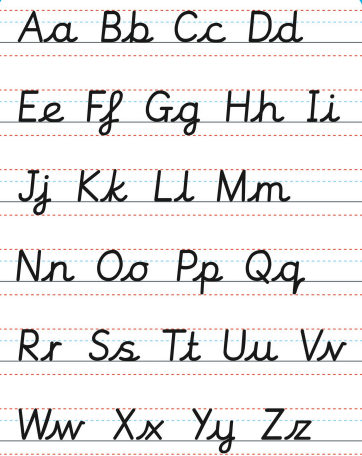 Aa Bb Cc Dd
Ee Ff Gg Hh Ii
Jj Kk Ll Mm
Nn Oo Pp Qq
Rr Ss Tt Uu Vv
Ww Xx Yy Zz